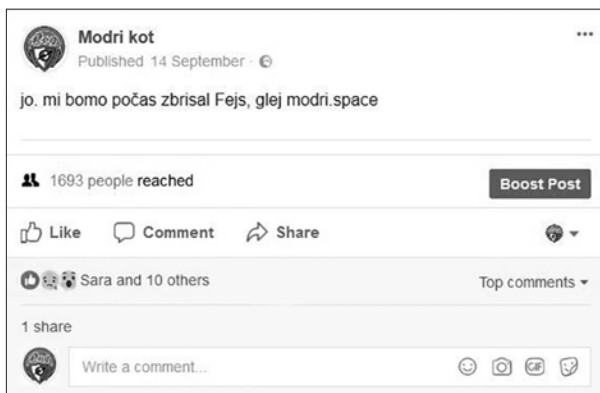 Modri kot
Published 14 September ·
jo. mi bomo počas zbrisal Fejs, glej modri.space
1693 people reached
Boost Post
Like Comment Share
Sara and 10 others
Top comments
1 share
Write a comment...
GIF